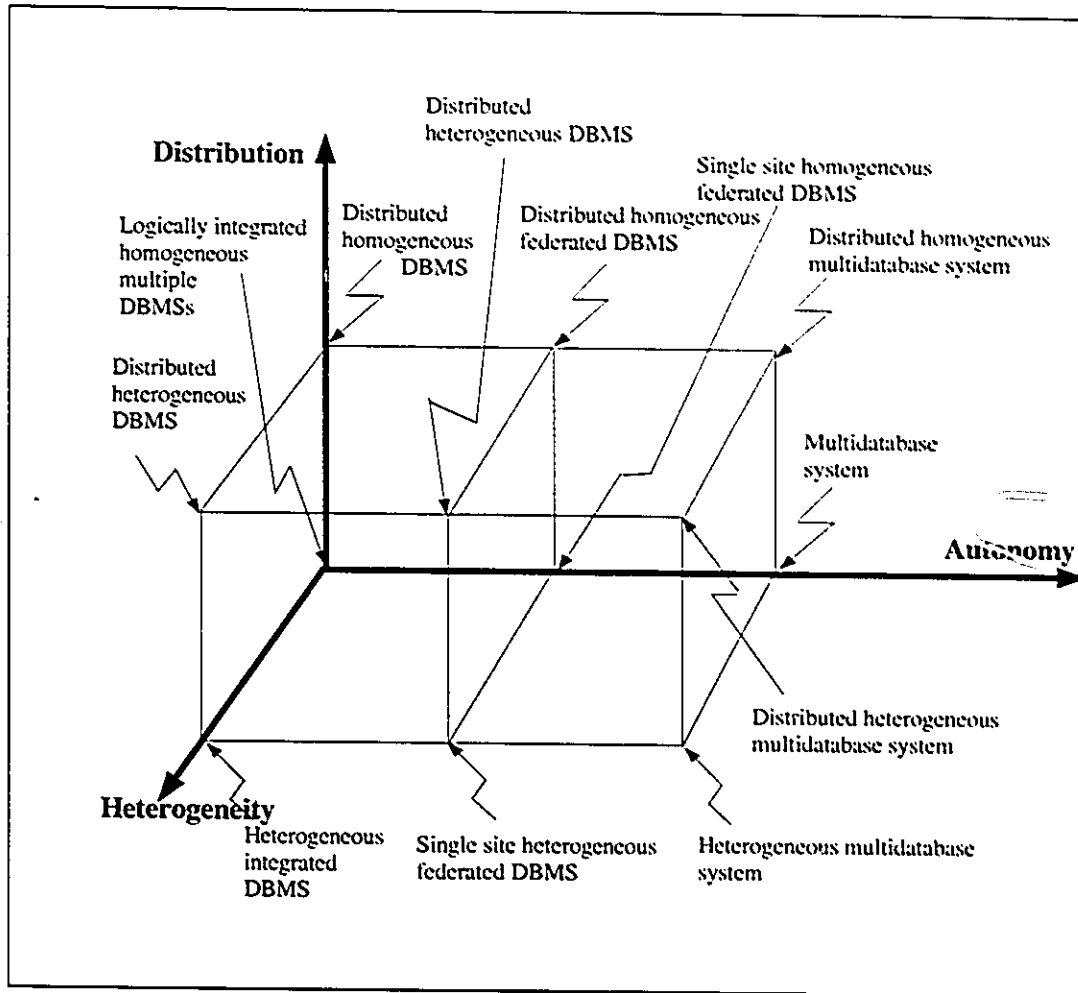 Distributed
heterogeneous DBMS
Distribution
Single site homogeneous
federated DBMS
Logically integrated
homogeneous
multiple
DBMSs
Distributed
homogeneous
DBMS
Distributed homogeneous
federated DBMS
Distributed homogeneous
multidatabase system
Distributed
heterogeneous
DBMS
Multidatabase
system
Autonomy
Distributed heterogeneous
multidatabase system
Heterogeneity
Heterogeneous
integrated
DBMS
Single site heterogeneous
federated DBMS
Heterogeneous multidatabase
system